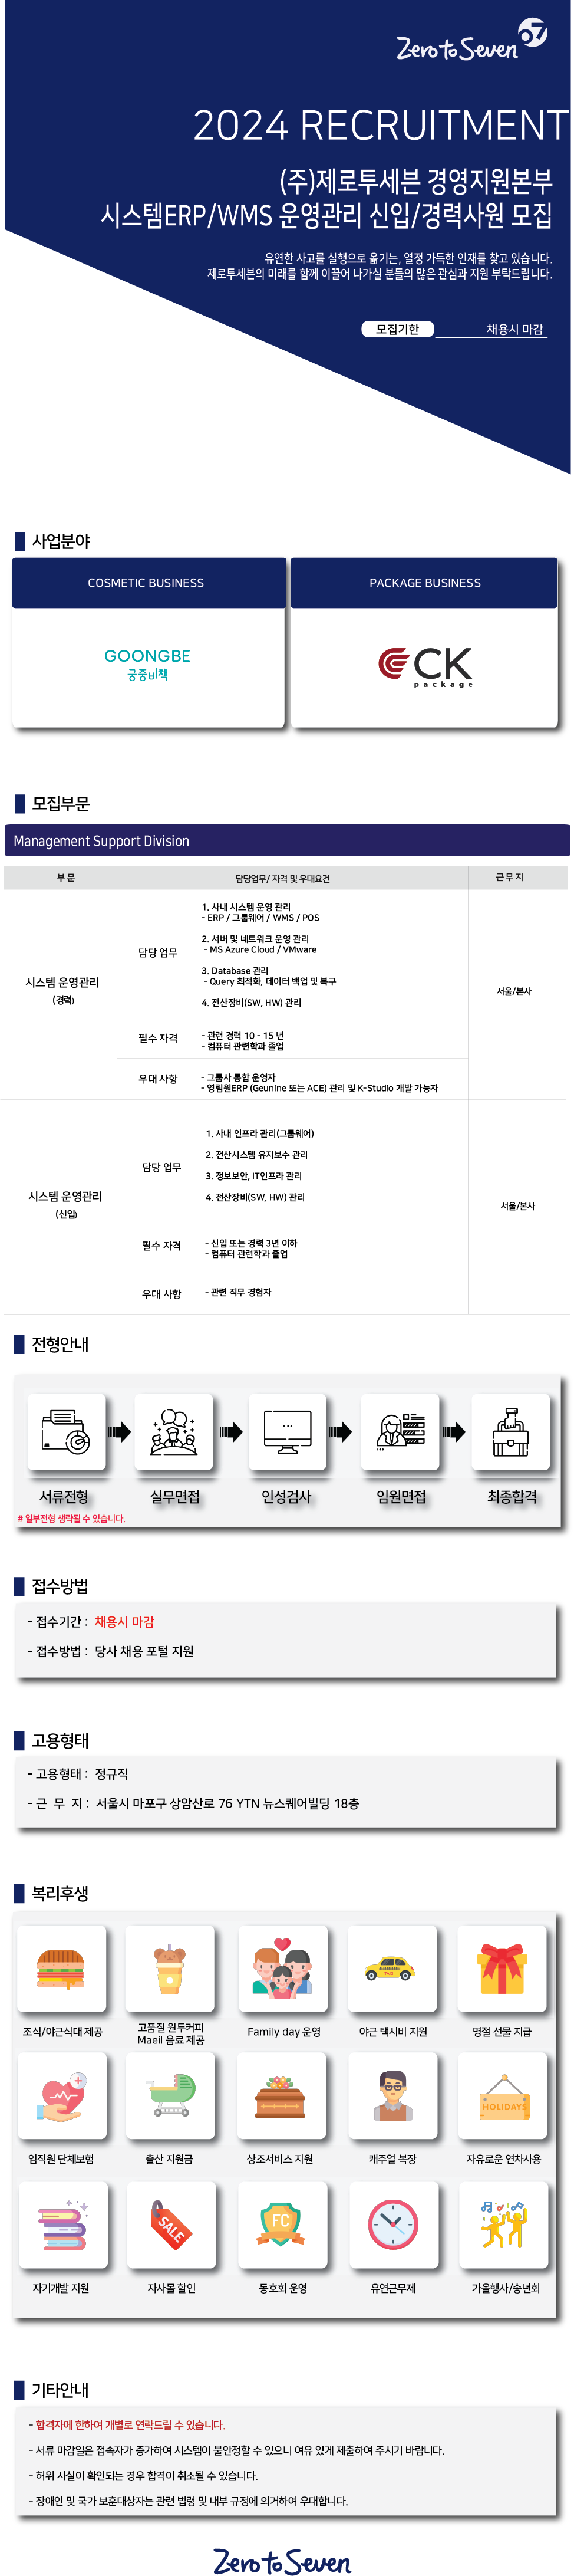 Zero to Seven 07
2024 RECRUITMENT
(주)제로투세븐 경영지원본부
시스템ERP/WMS 운영관리 신입/경력사원 모집
유연한 사고를 실행으로 옮기는, 열정 가득한 인재를 찾고 있습니다.
제로투세븐의 미래를 함께 이끌어 나가실 분들의 많은 관심과 지원 부탁드립니다.
모집기한 채용시 마감
사업분야
COSMETIC BUSINESS
PACKAGE BUSINESS
GOONGBE
궁중비책
CK
package
모집부문
Management Support Division
부 문
담당업무/ 자격 및 우대요건
근 무 지
시스템 운영관리
(경력)
담당 업무
1. 사내 시스템 운영 관리
- ERP / 그룹웨어 / WMS / POS
2. 서버 및 네트워크 운영 관리
- MS Azure Cloud / VMware
3. Database 관리
- Query 최적화, 데이터 백업 및 복구
4. 전산장비(SW, HW) 관리
필수 자격
- 관련 경력 10 - 15 년
- 컴퓨터 관련학과 졸업
우대 사항
- 그룹사 통합 운영자
- 영림원ERP (Geunine 또는 ACE) 관리 및 K-Studio 개발 가능자
서울/본사
시스템 운영관리
(신입)
담당 업무
1. 사내 인프라 관리(그룹웨어)
2. 전산시스템 유지보수 관리
3. 정보보안, IT인프라 관리
4. 전산장비(SW, HW) 관리
필수 자격
- 신입 또는 경력 3년 이하
- 컴퓨터 관련학과 졸업
우대 사항
- 관련 직무 경험자
서울/본사
전형안내
서류전형
실무면접
인성검사
임원면접
최종합격
# 일부전형 생략될 수 있습니다.
접수방법
- 접수기간 : 채용시 마감
- 접수방법 : 당사 채용 포털 지원
고용형태
- 고용형태 : 정규직
- 근 무 지 : 서울시 마포구 상암산로 76 YTN 뉴스퀘어빌딩 18층
복리후생
TAXI
조식/야근식대 제공
고품질 원두커피
Maeil 음료 제공
Family day 운영
야근 택시비 지원
명절 선물 지급
HOLIDAYS
임직원 단체보험
출산 지원금
상조서비스 지원
캐주얼 복장
자유로운 연차사용
SALE
FC
자기개발 지원
자사몰 할인
동호회 운영
유연근무제
가을행사/송년회
기타안내
- 합격자에 한하여 개별로 연락드릴 수 있습니다.
- 서류 마감일은 접속자가 증가하여 시스템이 불안정할 수 있으니 여유 있게 제출하여 주시기 바랍니다.
- 허위 사실이 확인되는 경우 합격이 취소될 수 있습니다.
- 장애인 및 국가 보훈대상자는 관련 법령 및 내부 규정에 의거하여 우대합니다.
Zero to Seven